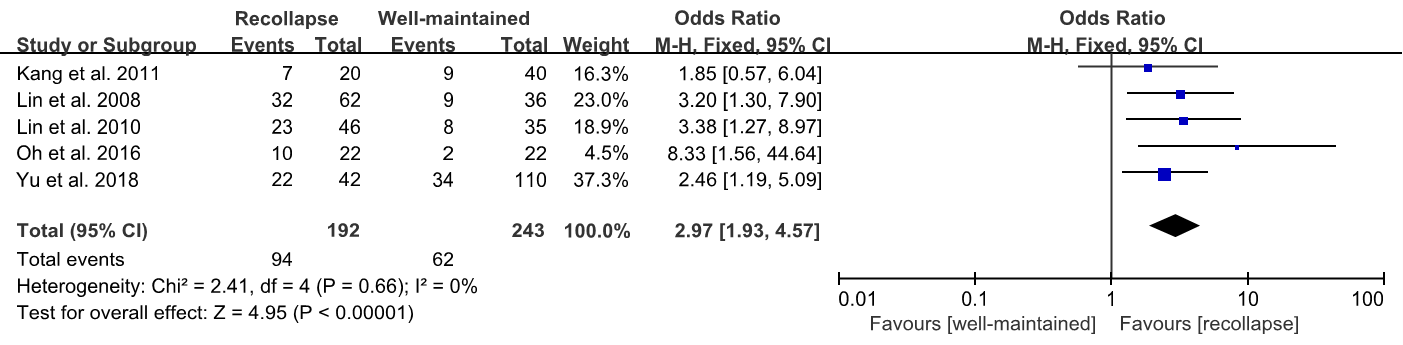 Recollapse Well-maintained Odds Ratio Odds Ratio
Study or Subgroup Events Total Events Total Weight M-H, Fixed, 95% CI M-H, Fixed, 95% CI
Kang et al. 2011 7 20 9 40 16.3% 1.85 [0.57, 6.04]
Lin et al. 2008 32 62 9 36 23.0% 3.20 [1.30, 7.90]
Lin et al. 2010 23 46 8 35 18.9% 3.38 [1.27, 8.97]
Oh et al. 2016 10 22 2 22 4.5% 8.33 [1.56, 44.64]
Yu et al. 2018 22 42 34 110 37.3% 2.46 [1.19, 5.09]
Total (95% CI) 192 243 100.0% 2.97 [1.93, 4.57]
Total events 94 62
Heterogeneity: Chi² = 2.41, df = 4 (P = 0.66); I² = 0%
Test for overall effect: Z = 4.95 (P < 0.00001)
0.01 0.1 1 10 100
Favours [well-maintained] Favours [recollapse]